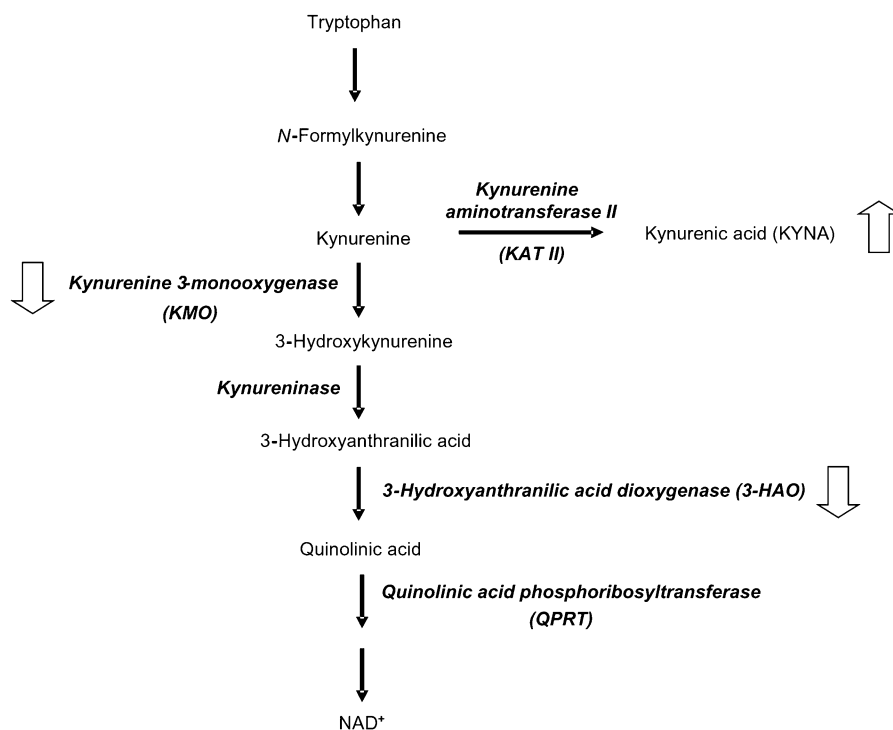 Tryptophan
N-Formylkynurenine
Kynurenine
aminotransferase II
Kynurenine
Kynurenic acid (KYNA)
(KAT II)
Kynurenine 3-monooxygenase
(KMO)
3-Hydroxykynurenine
Kynureninase
3-Hydroxyanthranilic acid
3-Hydroxyanthranilic acid dioxygenase (3-HAO)
Quinolinic acid
Quinolinic acid phosphoribosyltransferase
(QPRT)
NAD⁺